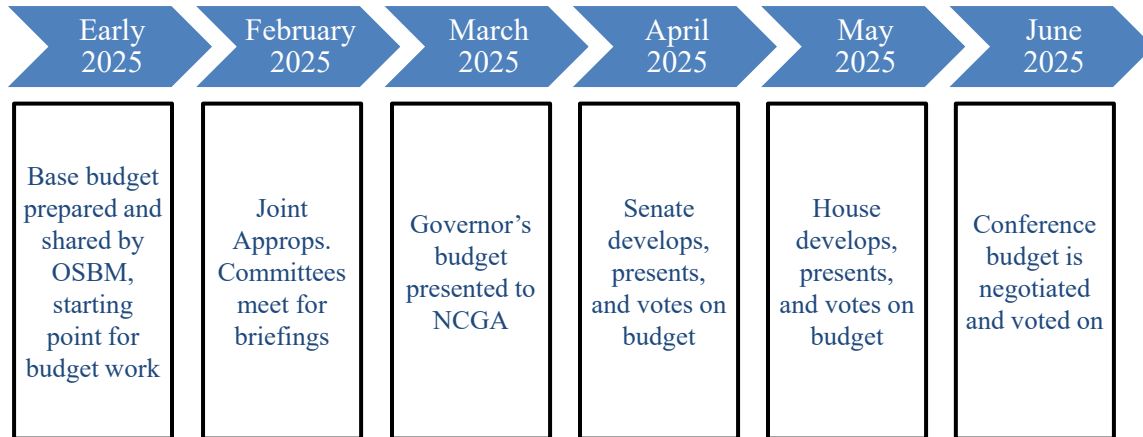 Early
2025
February
2025
March
2025
April
2025
May
2025
June
2025
Base budget
prepared and
shared by
OSBM,
starting
point for
budget work
Joint
Approps.
Committees
meet for
briefings
Governor’s
budget
presented to
NCGA
Senate
develops,
presents,
and votes on
budget
House
develops,
presents,
and votes on
budget
Conference
budget is
negotiated
and voted on